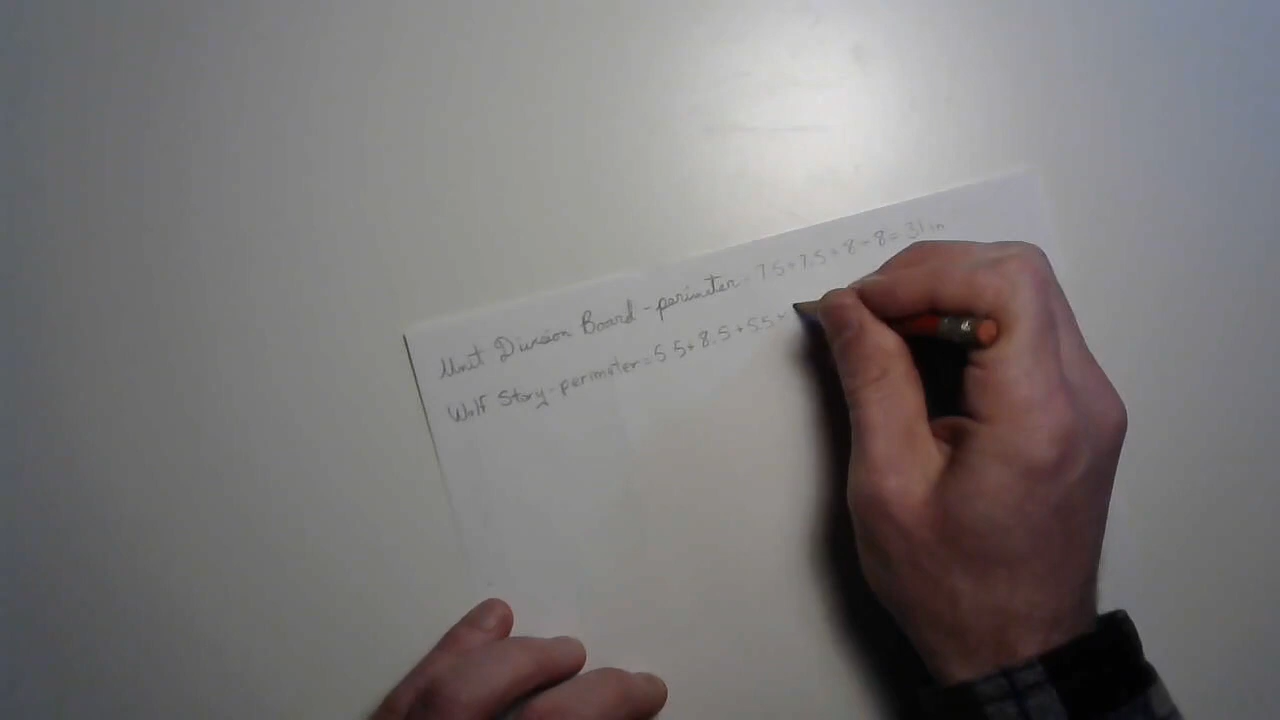 Unit Division Board - perimeter - 7.5 + 7.5 + 8 + 8 = 31 in
Wolf Story - perimeter = 5.5 + 8.5 + 5.5 +